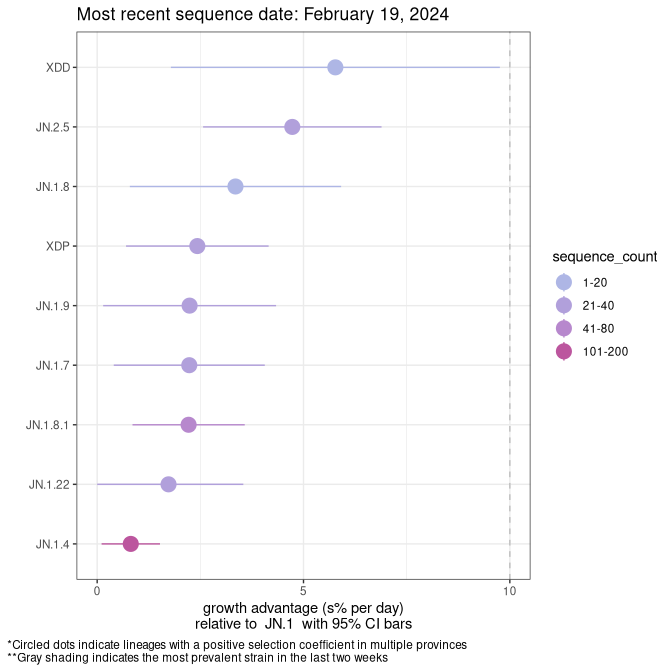 Most recent sequence date: February 19, 2024
XDD
JN.2.5
JN.1.8
XDP
JN.1.9
JN.1.7
JN.1.8.1
JN.1.22
JN.1.4
0 5 10
growth advantage (s% per day)
relative to JN.1 with 95% CI bars
sequence_count
1-20
21-40
41-80
101-200
*Circled dots indicate lineages with a positive selection coefficient in multiple provinces
**Gray shading indicates the most prevalent strain in the last two weeks